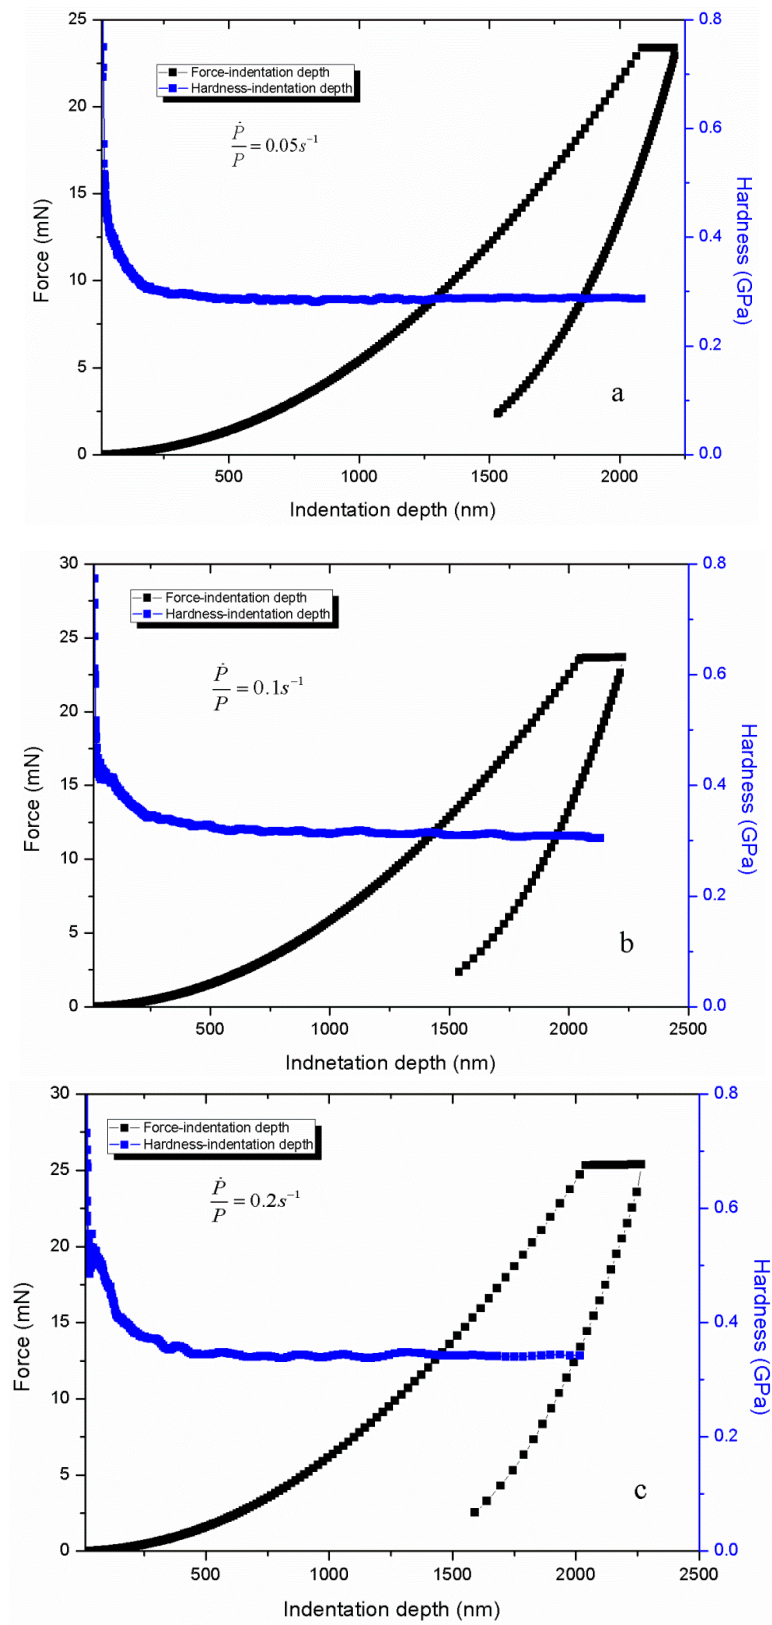 25
20
15
10
5
0
Force (mN)
Force-indentation depth
Hardness-indentation depth
Ṗ/P = 0.05s⁻¹
a
0.8
0.6
0.4
0.2
0.0
Hardness (GPa)
500 1000 1500 2000
Indentation depth (nm)
30
25
20
15
10
5
0
Force (mN)
Force-indentation depth
Hardness-indentation depth
Ṗ/P = 0.1s⁻¹
b
0.8
0.6
0.4
0.2
0.0
Hardness (GPa)
500 1000 1500 2000 2500
Indnetation depth (nm)
30
25
20
15
10
5
0
Force (mN)
Force-indentation depth
Hardness-indentation depth
Ṗ/P = 0.2s⁻¹
c
0.8
0.6
0.4
0.2
0.0
Hardness (GPa)
500 1000 1500 2000 2500
Indentation depth (nm)